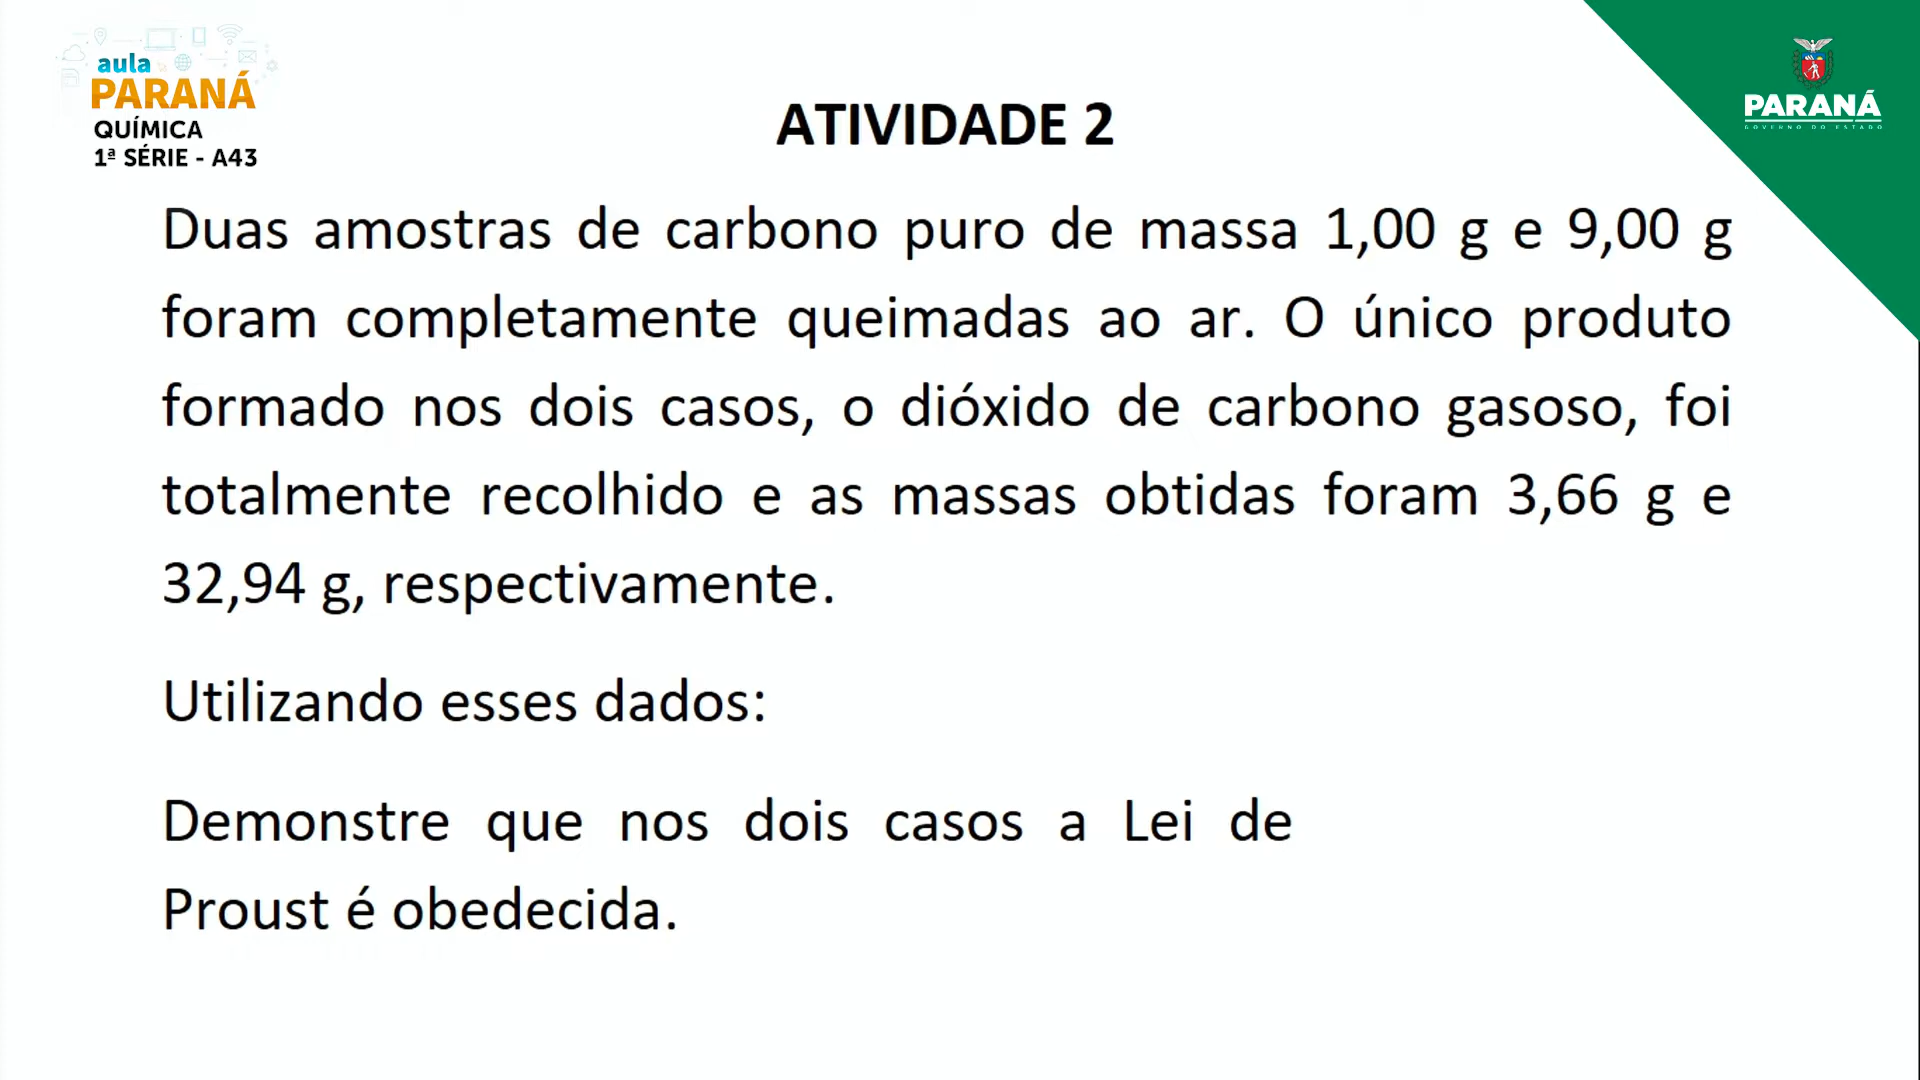 aula
PARANÁ
QUÍMICA
1ª SÉRIE - A43
PARANÁ
GOVERNO DO ESTADO
ATIVIDADE 2
Duas amostras de carbono puro de massa 1,00 g e 9,00 g
foram completamente queimadas ao ar. O único produto
formado nos dois casos, o dióxido de carbono gasoso, foi
totalmente recolhido e as massas obtidas foram 3,66 g e
32,94 g, respectivamente.
Utilizando esses dados:
Demonstre que nos dois casos a Lei de
Proust é obedecida.